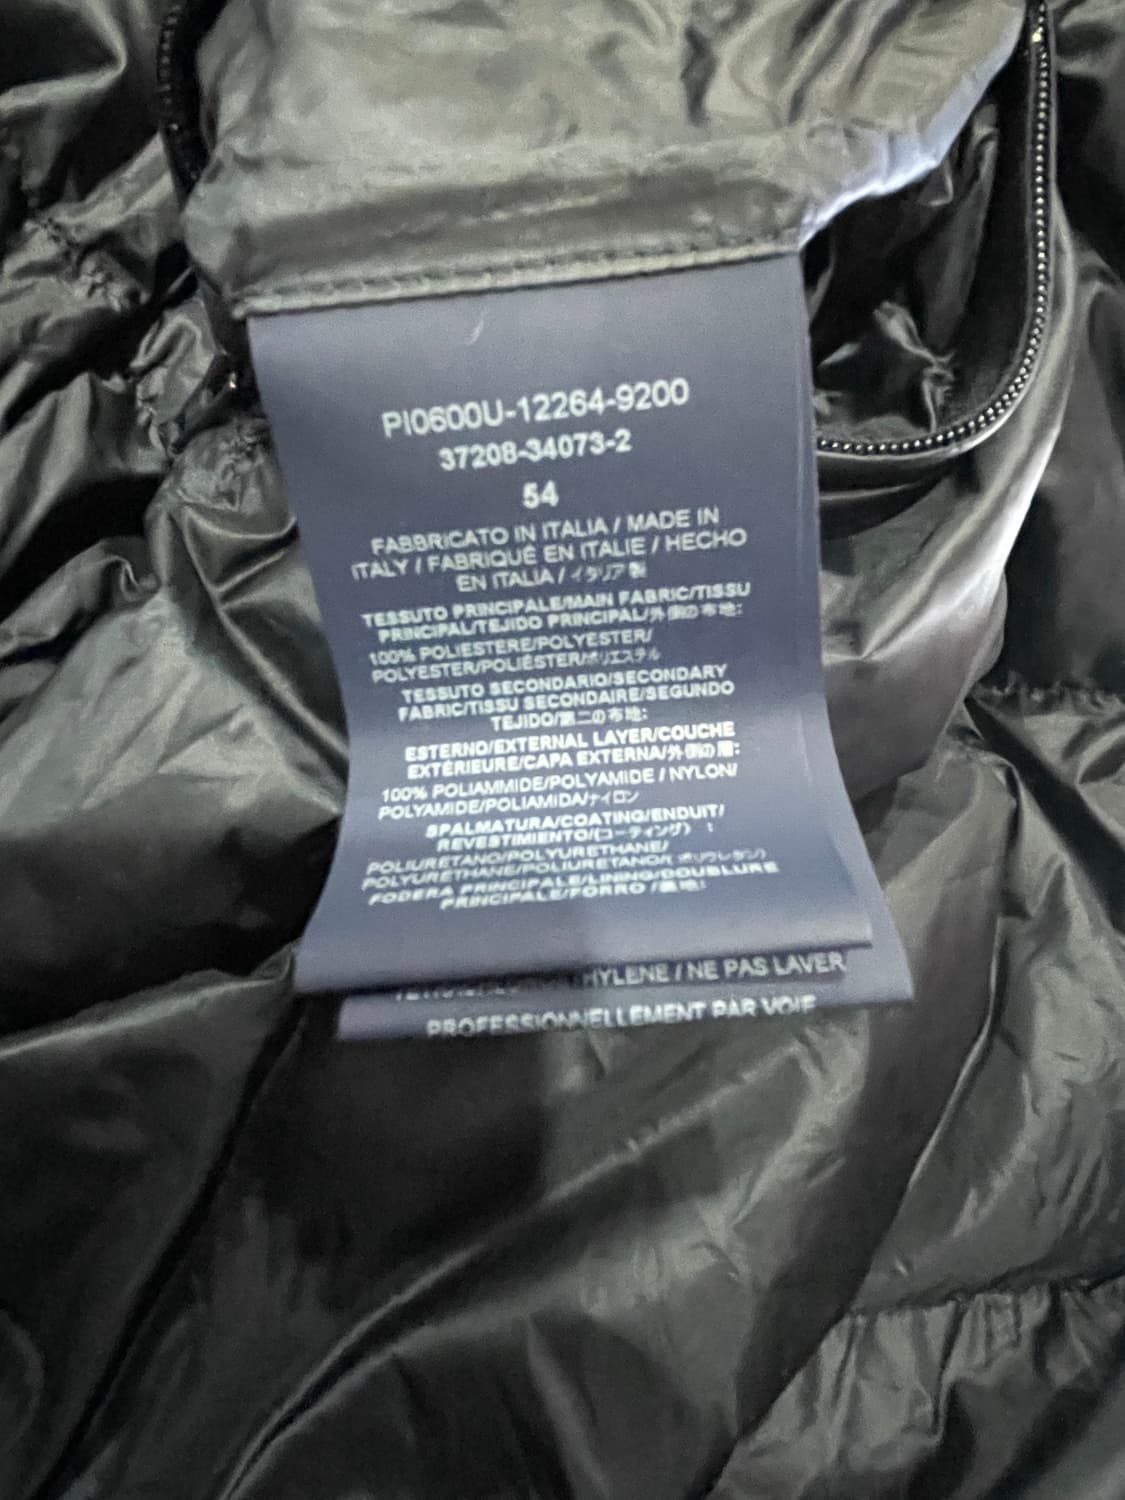 PI0600U-12264-9200
37208-34073-2
54
FABBRICATO IN ITALIA / MADE IN
ITALY / FABRIQUÉ EN ITALIE / HECHO
EN ITALIA / イタリア製
TESSUTO PRINCIPALE/MAIN FABRIC/TISSU
PRINCIPAL/TEJIDO PRINCIPAL/外側の布地:
100% POLIESTERE/POLYESTER/
POLYESTER/POLIÉSTER/ポリエステル
TESSUTO SECONDARIO/SECONDARY
FABRIC/TISSU SECONDAIRE/SEGUNDO
TEJIDO/第二の布地:
ESTERNO/EXTERNAL LAYER/COUCHE
EXTÉRIEURE/CAPA EXTERNA/外側の層:
100% POLIAMMIDE/POLYAMIDE / NYLON/
POLYAMIDE/POLIAMIDA/ナイロン
SPALMATURA/COATING/ENDUIT/
REVESTIMIENTO/(コーティング) :
POLIURETANO/POLYURETHANE/
POLYURETHANE/POLIURETANO/( ポリウレタン)
FODERA PRINCIPALE/LINING/DOUBLURE
PRINCIPALE/FORRO /裏地:
HYLENE / NE PAS LAVER
PROFESSIONNELLEMENT PAR VOIE